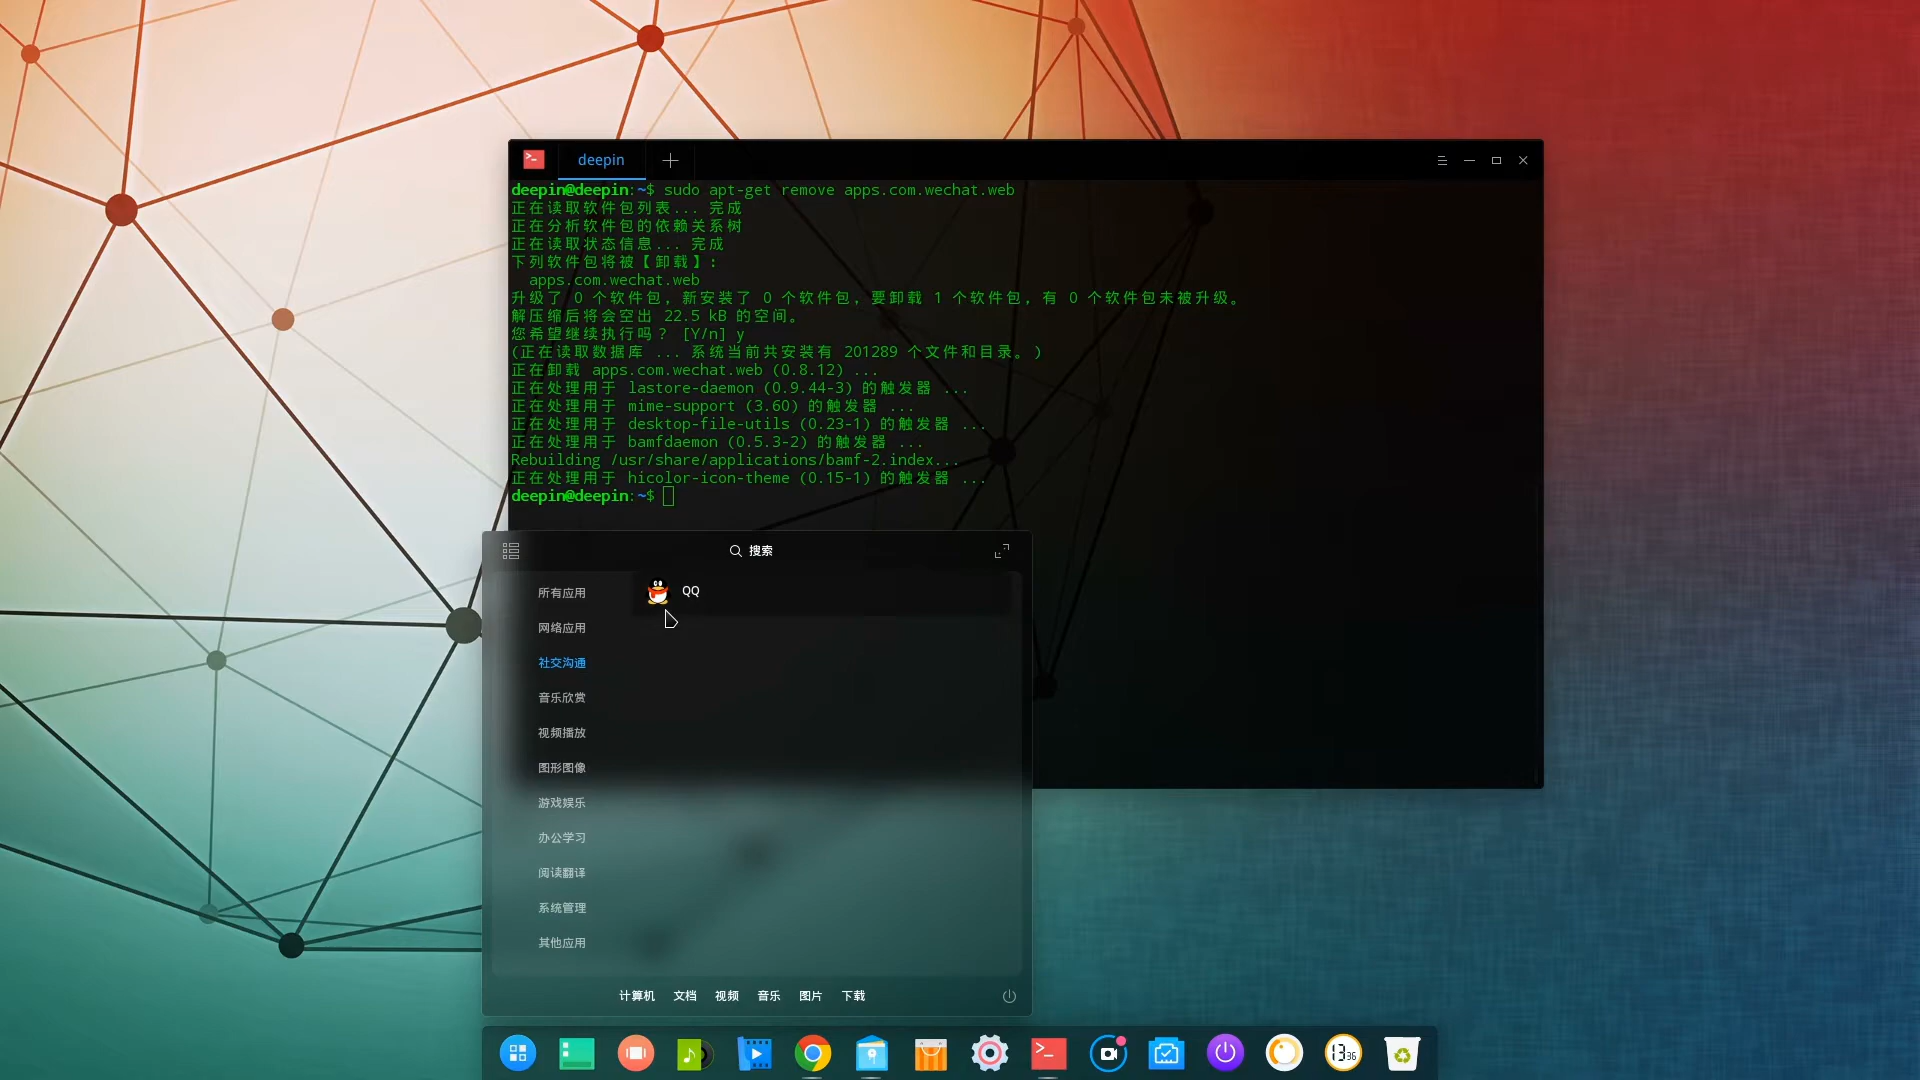 deepin
deepin@deepin:~$ sudo apt-get remove apps.com.wechat.web
正在读取软件包列表... 完成
正在分析软件包的依赖关系树
正在读取状态信息... 完成
下列软件包将被【卸载】:
apps.com.wechat.web
升级了 0 个软件包，新安装了 0 个软件包，要卸载 1 个软件包，有 0 个软件包未被升级。
解压缩后将会空出 22.5 kB 的空间。
您希望继续执行吗？ [Y/n] y
(正在读取数据库 ... 系统当前共安装有 201289 个文件和目录。)
正在卸载 apps.com.wechat.web (0.8.12) ...
正在处理用于 lastore-daemon (0.9.44-3) 的触发器 ...
正在处理用于 mime-support (3.60) 的触发器 ...
正在处理用于 desktop-file-utils (0.23-1) 的触发器 ...
正在处理用于 bamfdaemon (0.5.3-2) 的触发器 ...
Rebuilding /usr/share/applications/bamf-2.index...
正在处理用于 hicolor-icon-theme (0.15-1) 的触发器 ...
deepin@deepin:~$
搜索
所有应用
QQ
网络应用
社交沟通
音乐欣赏
视频播放
图形图像
游戏娱乐
办公学习
阅读翻译
系统管理
其他应用
计算机 文档 视频 音乐 图片 下载
13 36